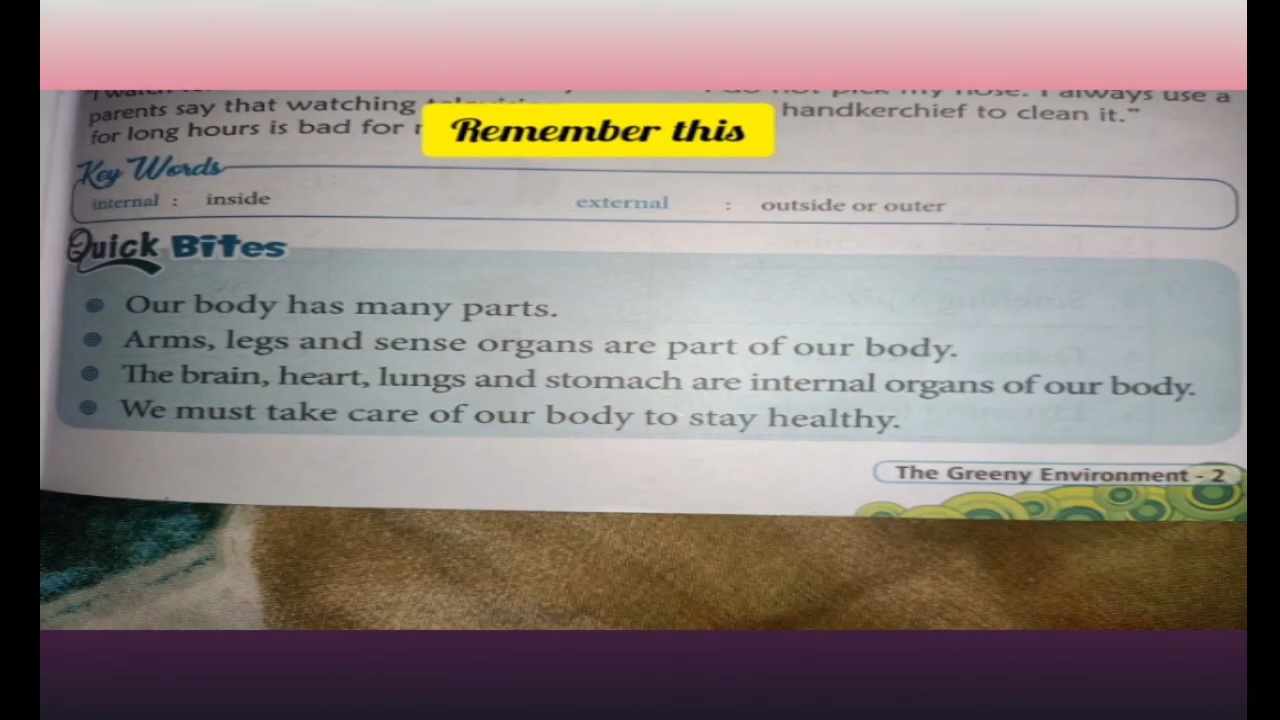 parents say that watching
I always use a
handkerchief to clean it."
for long hours is bad for
Remember this
Key Words
internal : inside
external : outside or outer
Quick Bites
Our body has many parts.
Arms, legs and sense organs are part of our body.
The brain, heart, lungs and stomach are internal organs of our body.
We must take care of our body to stay healthy.
The Greeny Environment - 2